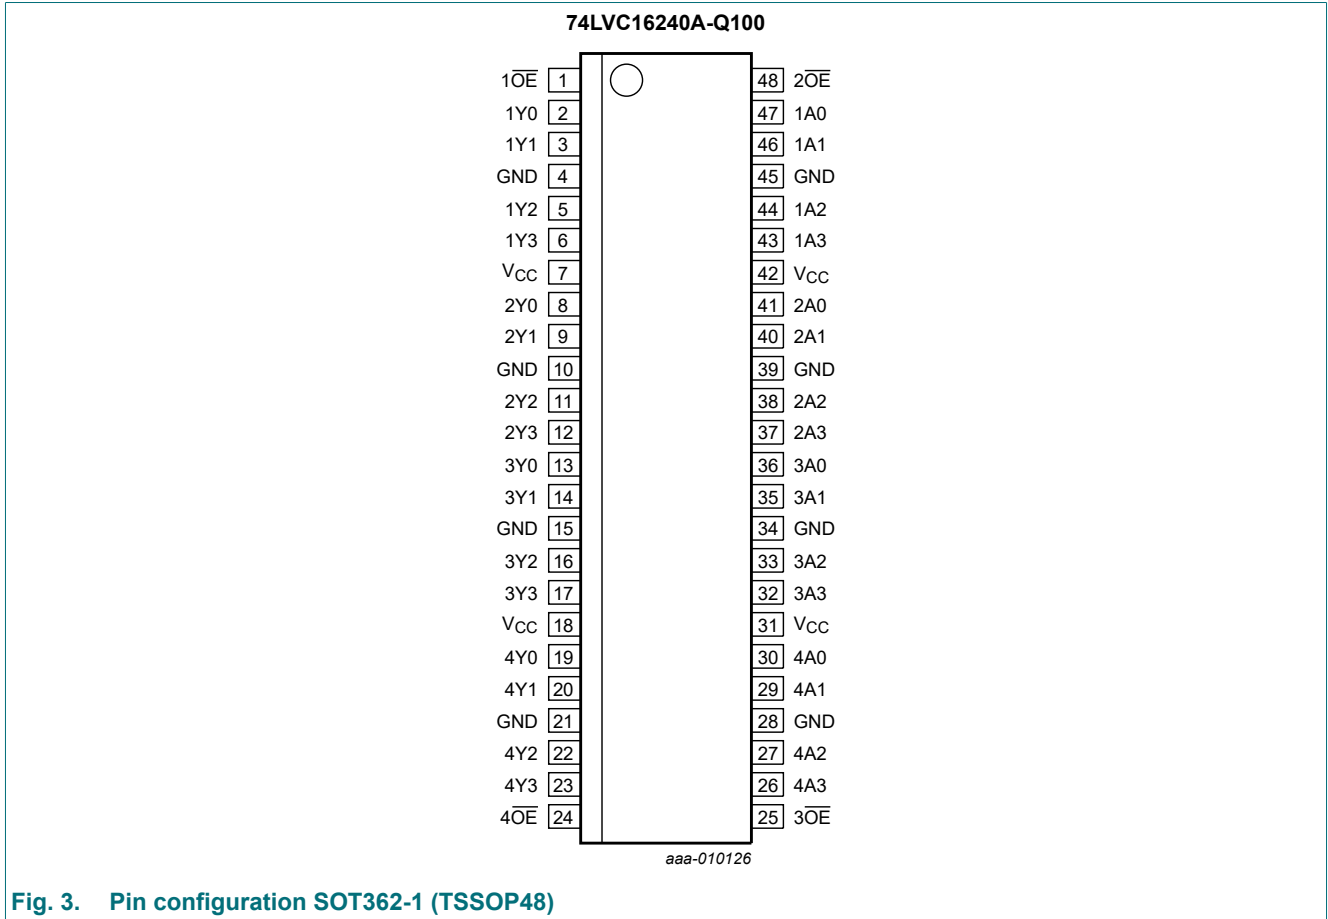 74LVC16240A-Q100
1O̅E̅ 1 48 2O̅E̅
1Y0 2 47 1A0
1Y1 3 46 1A1
GND 4 45 GND
1Y2 5 44 1A2
1Y3 6 43 1A3
VCC 7 42 VCC
2Y0 8 41 2A0
2Y1 9 40 2A1
GND 10 39 GND
2Y2 11 38 2A2
2Y3 12 37 2A3
3Y0 13 36 3A0
3Y1 14 35 3A1
GND 15 34 GND
3Y2 16 33 3A2
3Y3 17 32 3A3
VCC 18 31 VCC
4Y0 19 30 4A0
4Y1 20 29 4A1
GND 21 28 GND
4Y2 22 27 4A2
4Y3 23 26 4A3
4O̅E̅ 24 25 3O̅E̅
aaa-010126
Fig. 3. Pin configuration SOT362-1 (TSSOP48)